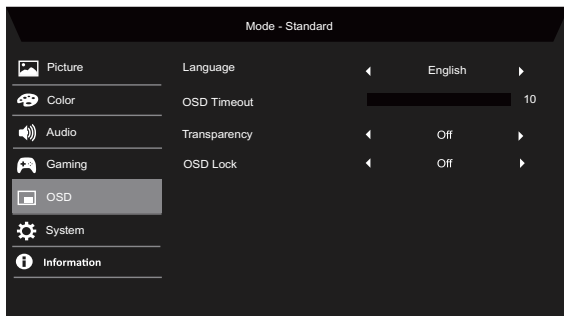 Mode - Standard
Picture
Color
Audio
Gaming
OSD
System
Information
Language
English
OSD Timeout
10
Transparency
Off
OSD Lock
Off